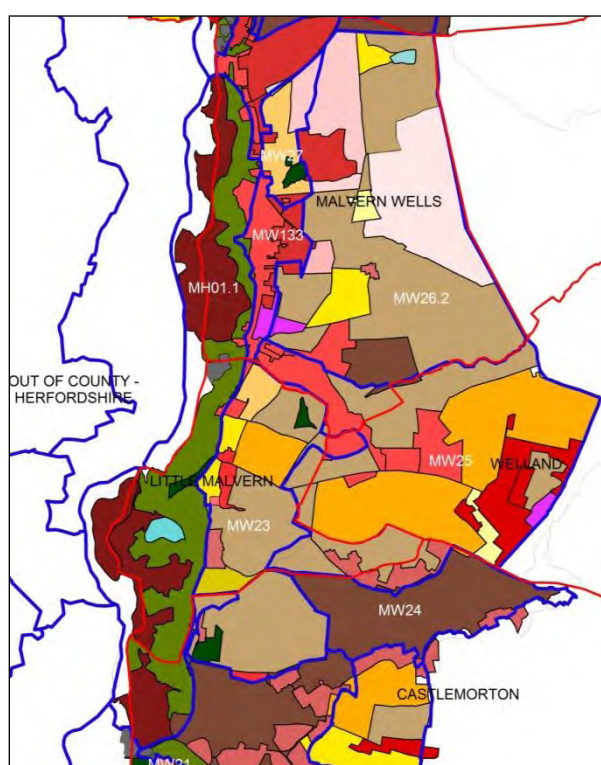 MW27
MALVERN WELLS
MW133
MH01.1
MW26.2
OUT OF COUNTY -
HERFORDSHIRE
MW25
WELLAND
LITTLE MALVERN
MW23
MW24
CASTLEMORTON
MW21